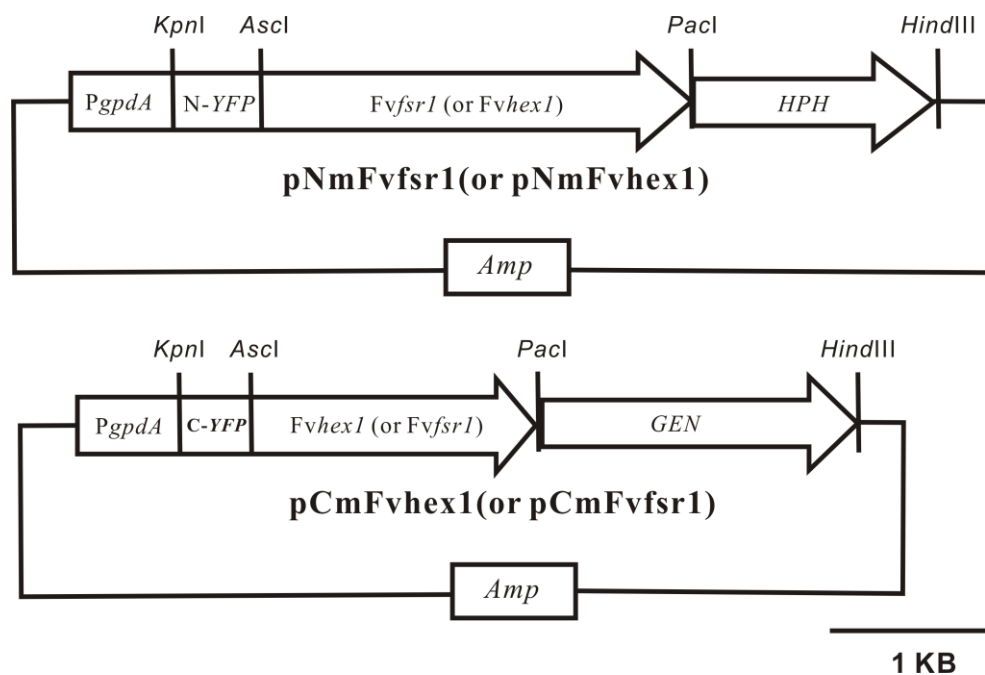 KpnI AscI PacI HindIII
PgpdA N-YFP Fvfsr1 (or Fvhex1) HPH
pNmFvfsr1(or pNmFvhex1)
Amp
KpnI AscI PacI HindIII
PgpdA C-YFP Fvhex1 (or Fvfsr1) GEN
pCmFvhex1(or pCmFvfsr1)
Amp
1 KB